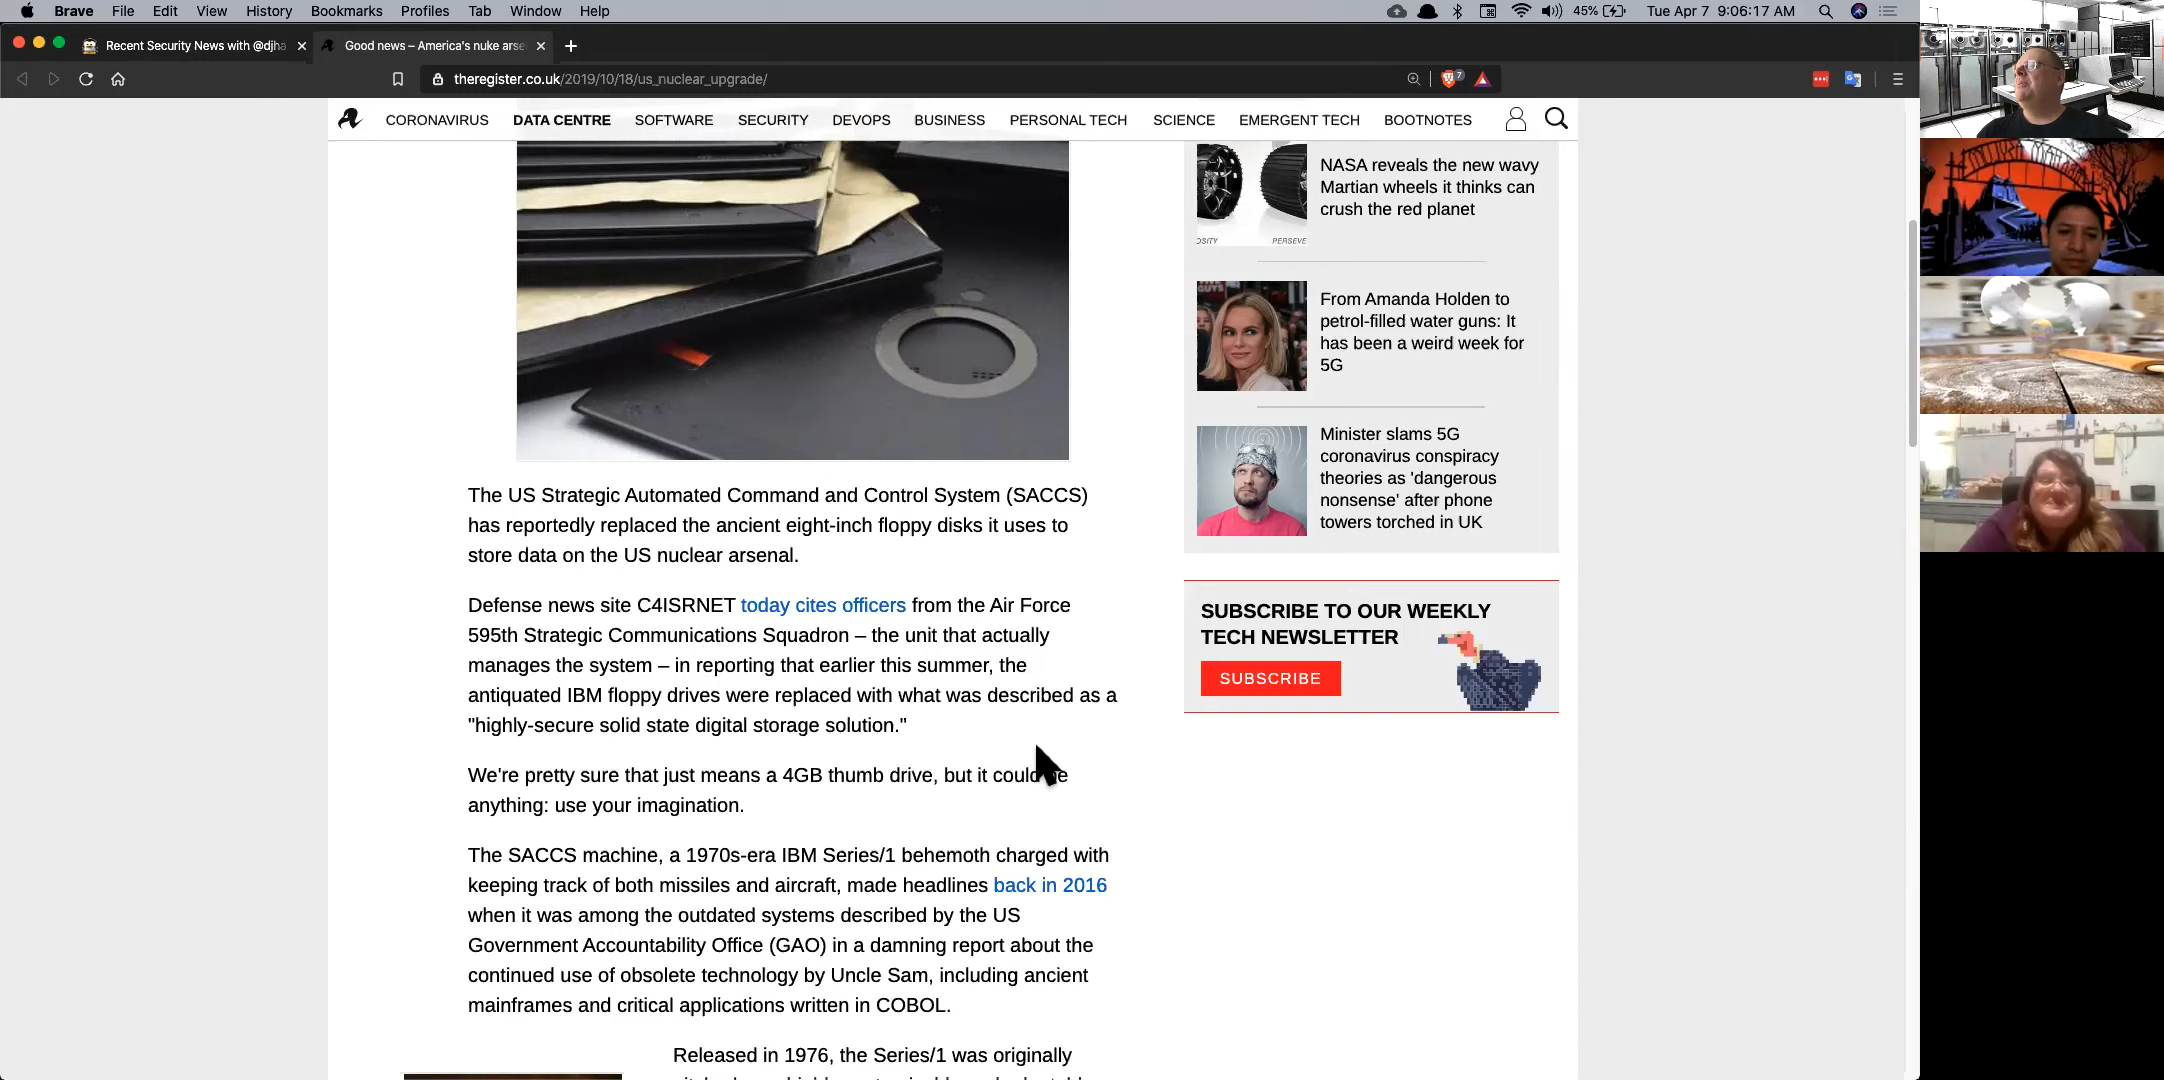 Brave File Edit View History Bookmarks Profiles Tab Window Help
45% Tue Apr 7 9:06:17 AM
Recent Security News with @djha
Good news – America's nuke arse
theregister.co.uk/2019/10/18/us_nuclear_upgrade/
7
CORONAVIRUS DATA CENTRE SOFTWARE SECURITY DEVOPS BUSINESS PERSONAL TECH SCIENCE EMERGENT TECH BOOTNOTES
The US Strategic Automated Command and Control System (SACCS)
has reportedly replaced the ancient eight-inch floppy disks it uses to
store data on the US nuclear arsenal.
Defense news site C4ISRNET today cites officers from the Air Force
595th Strategic Communications Squadron – the unit that actually
manages the system – in reporting that earlier this summer, the
antiquated IBM floppy drives were replaced with what was described as a
"highly-secure solid state digital storage solution."
We're pretty sure that just means a 4GB thumb drive, but it could
anything: use your imagination.
The SACCS machine, a 1970s-era IBM Series/1 behemoth charged with
keeping track of both missiles and aircraft, made headlines back in 2016
when it was among the outdated systems described by the US
Government Accountability Office (GAO) in a damning report about the
continued use of obsolete technology by Uncle Sam, including ancient
mainframes and critical applications written in COBOL.
Released in 1976, the Series/1 was originally
NASA reveals the new wavy
Martian wheels it thinks can
crush the red planet
OSITY PERSEVE
From Amanda Holden to
petrol-filled water guns: It
has been a weird week for
5G
Minister slams 5G
coronavirus conspiracy
theories as 'dangerous
nonsense' after phone
towers torched in UK
SUBSCRIBE TO OUR WEEKLY
TECH NEWSLETTER
SUBSCRIBE